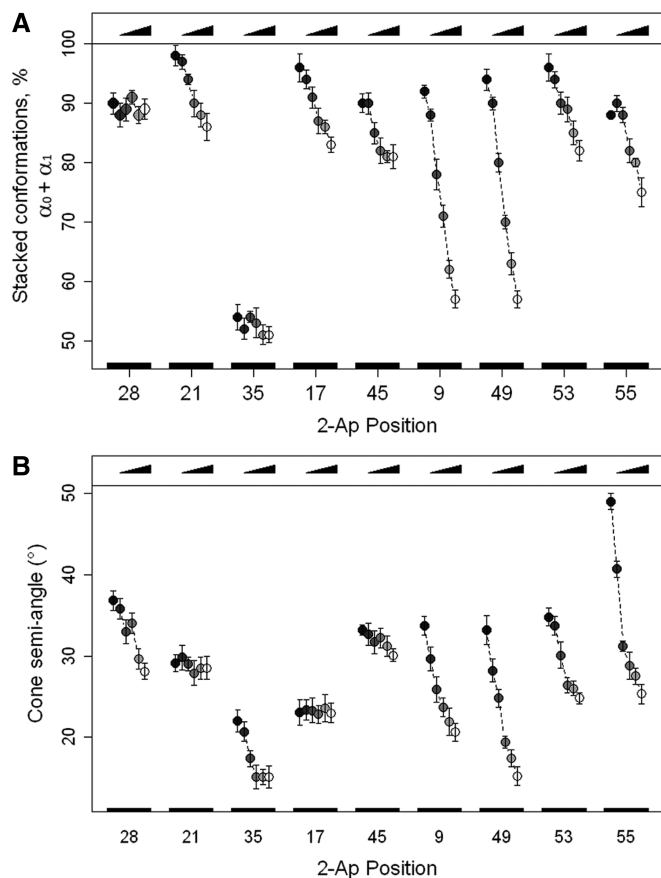 A
Stacked conformations, %
α0 + α1
100
90
80
70
60
50
28 21 35 17 45 9 49 53 55
2-Ap Position
B
Cone semi-angle (°)
50
40
30
20
28 21 35 17 45 9 49 53 55
2-Ap Position